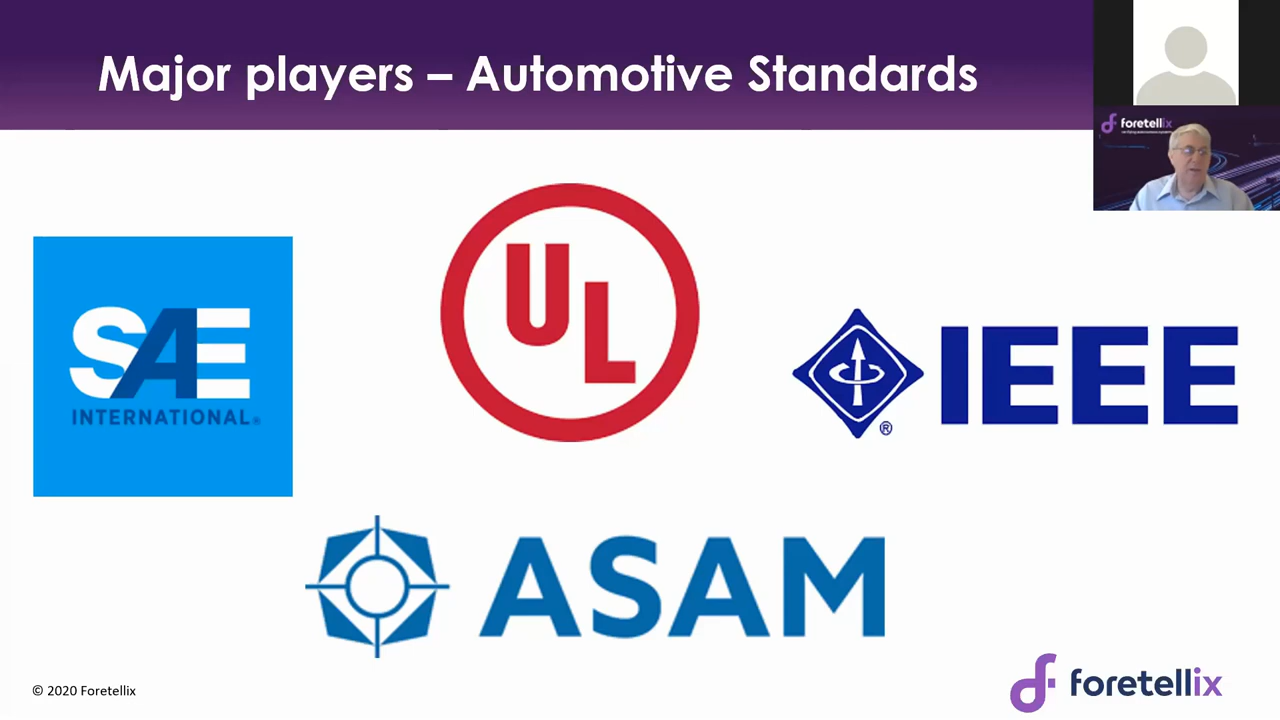 Major players – Automotive Standards
foretellix
SAE
INTERNATIONAL®
UL
IEEE
®
ASAM
© 2020 Foretellix
foretellix